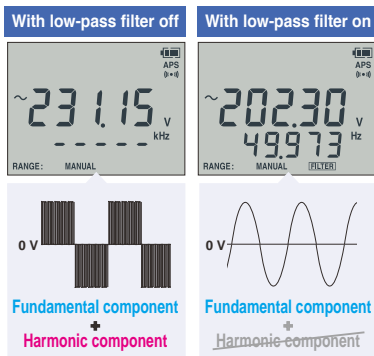 With low-pass filter off
APS
~ 231.15 V
- - - - - kHz
RANGE: MANUAL
0 V
Fundamental component
+
Harmonic component
With low-pass filter on
APS
~ 202.30 V
49.973 Hz
RANGE: MANUAL FILTER
0 V
Fundamental component
+
Harmonic component